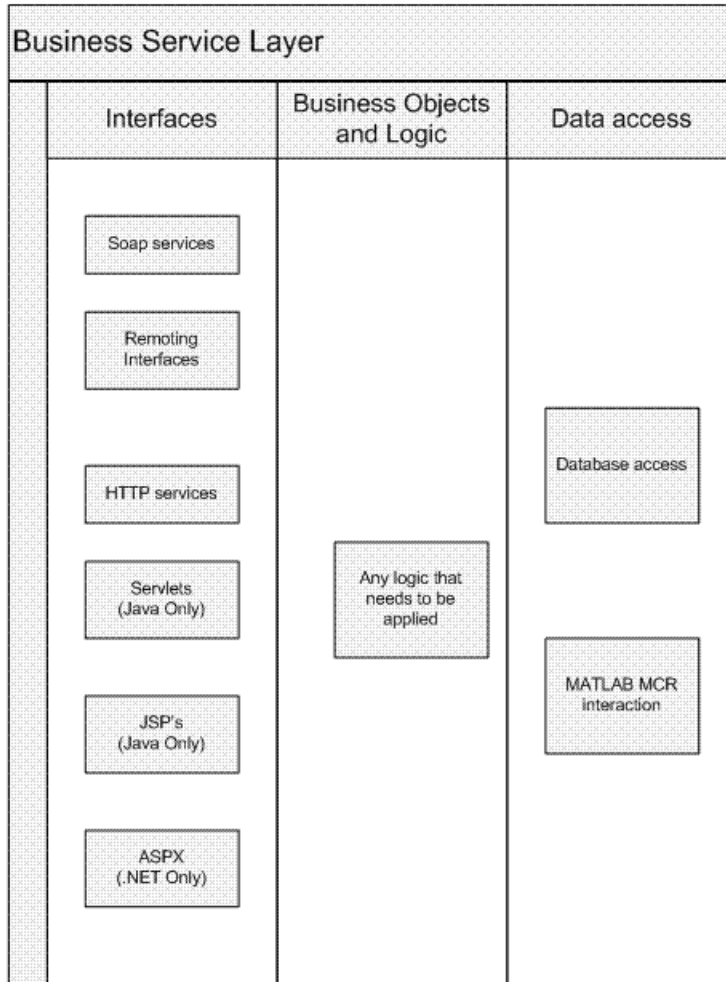 Business Service Layer
Interfaces
Business Objects
and Logic
Data access
Soap services
Remoting
Interfaces
HTTP services
Servlets
(Java Only)
JSP's
(Java Only)
ASPX
(.NET Only)
Any logic that
needs to be
applied
Database access
MATLAB MCR
interaction